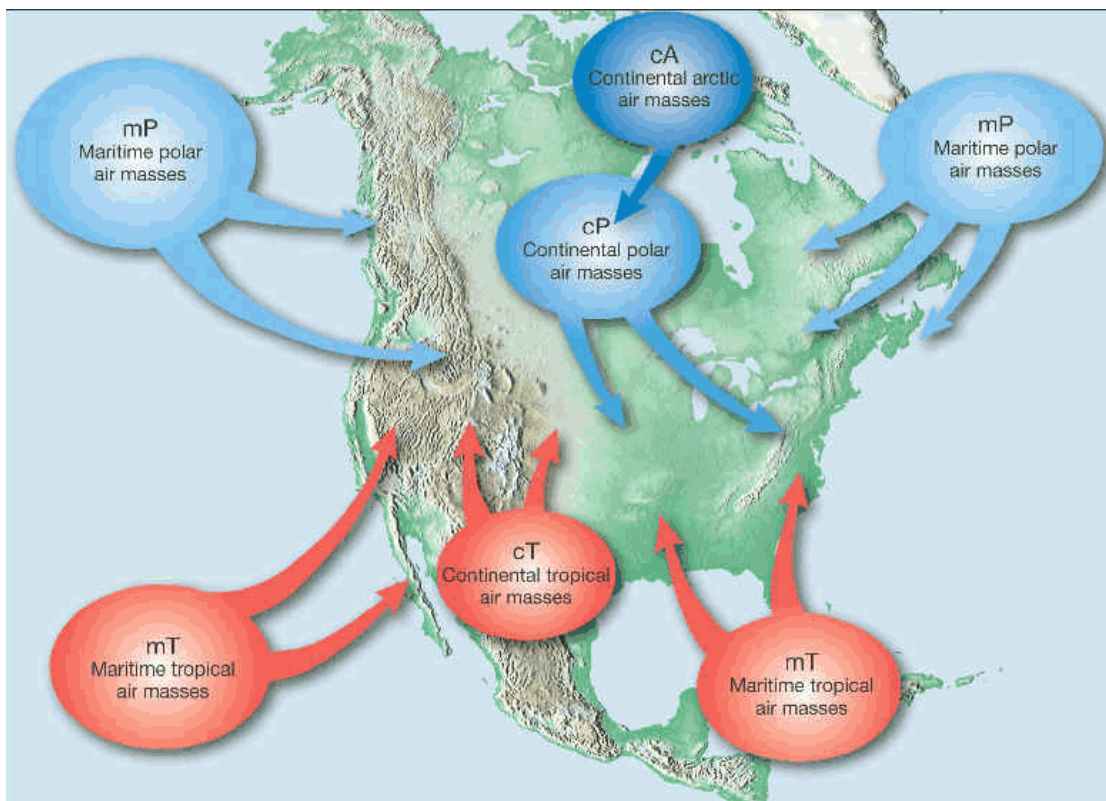 cA
Continental arctic
air masses
mP
Maritime polar
air masses
mP
Maritime polar
air masses
cP
Continental polar
air masses
cT
Continental tropical
air masses
mT
Maritime tropical
air masses
mT
Maritime tropical
air masses